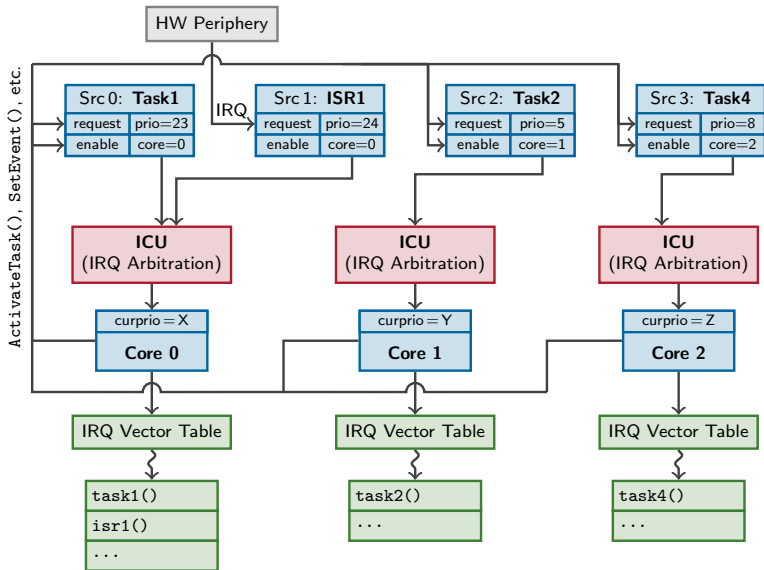 HW Periphery
ActivateTask(), SetEvent(), etc.
Src 0: Task1
request prio=23
enable core=0
IRQ
Src 1: ISR1
request prio=24
enable core=0
Src 2: Task2
request prio=5
enable core=1
Src 3: Task4
request prio=8
enable core=2
ICU
(IRQ Arbitration)
ICU
(IRQ Arbitration)
ICU
(IRQ Arbitration)
curprio=X
Core 0
curprio=Y
Core 1
curprio=Z
Core 2
IRQ Vector Table
IRQ Vector Table
IRQ Vector Table
task1()
isr1()
...
task2()
...
task4()
...